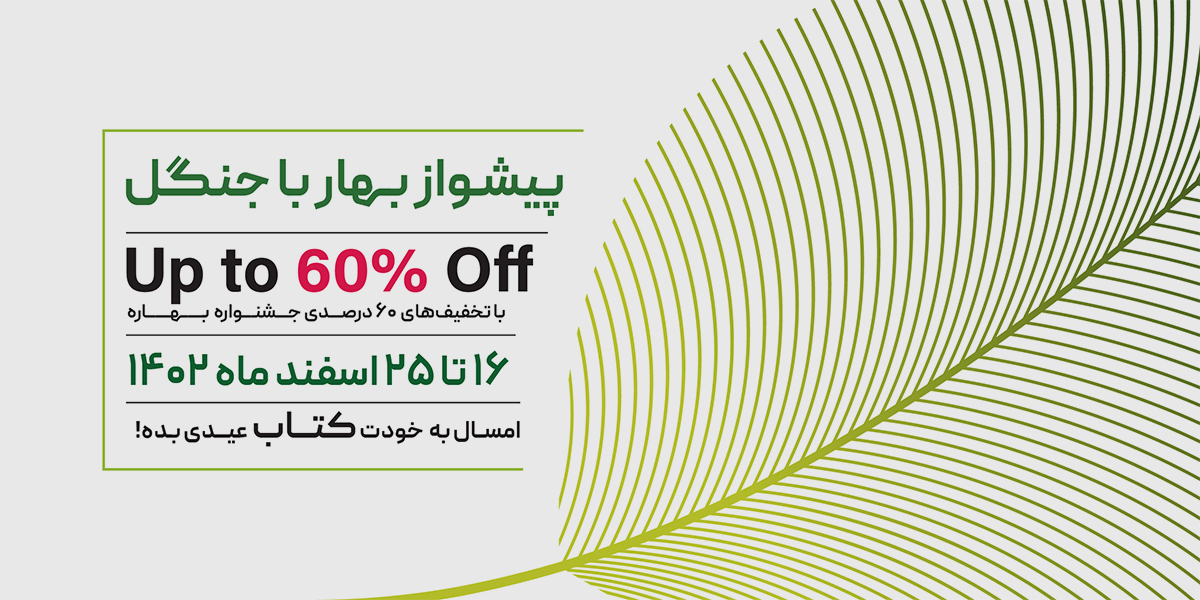 پیشواز بهار با جنگل
Up to 60% Off
با تخفیف‌های ۶۰ درصدی جشنواره بهاره
۱۶ تا ۲۵ اسفند ماه ۱۴۰۲
امسال به خودت کتاب عیدی بده!